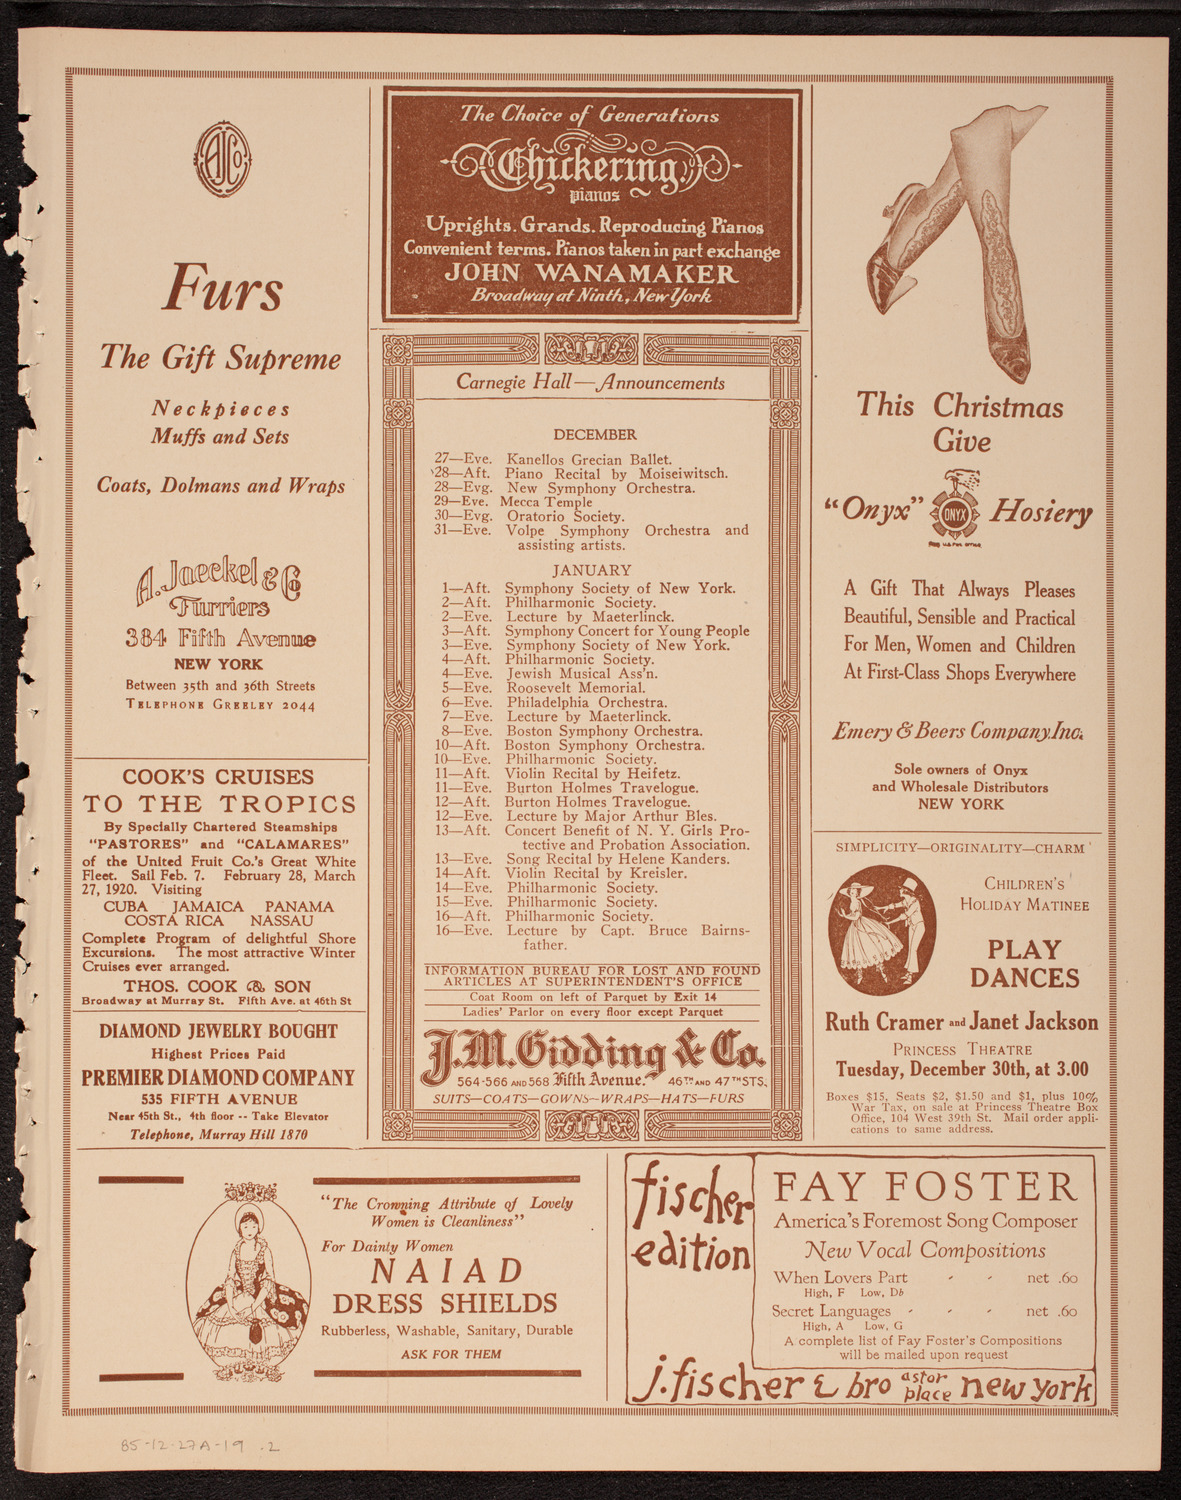 AJCo
Furs
The Gift Supreme
Neckpieces
Muffs and Sets
Coats, Dolmans and Wraps
A. Jaeckel & Co
Furriers
384 Fifth Avenue
NEW YORK
Between 35th and 36th Streets
TELEPHONE GREELEY 2044
COOK'S CRUISES
TO THE TROPICS
By Specially Chartered Steamships
"PASTORES" and "CALAMARES"
of the United Fruit Co.'s Great White
Fleet. Sail Feb. 7. February 28, March
27, 1920. Visiting
CUBA JAMAICA PANAMA
COSTA RICA NASSAU
Complete Program of delightful Shore
Excursions. The most attractive Winter
Cruises ever arranged.
THOS. COOK & SON
Broadway at Murray St. Fifth Ave. at 46th St
DIAMOND JEWELRY BOUGHT
Highest Prices Paid
PREMIER DIAMOND COMPANY
535 FIFTH AVENUE
Near 45th St., 4th floor -- Take Elevator
Telephone, Murray Hill 1870
The Choice of Generations
Chickering
pianos
Uprights. Grands. Reproducing Pianos
Convenient terms. Pianos taken in part exchange
JOHN WANAMAKER
Broadway at Ninth, New York
Carnegie Hall—Announcements
DECEMBER
27—Eve. Kanellos Grecian Ballet.
28—Aft. Piano Recital by Moiseiwitsch.
28—Evg. New Symphony Orchestra.
29—Eve. Mecca Temple
30—Evg. Oratorio Society.
31—Eve. Volpe Symphony Orchestra and
assisting artists.
JANUARY
1—Aft. Symphony Society of New York.
2—Aft. Philharmonic Society.
2—Eve. Lecture by Maeterlinck.
3—Aft. Symphony Concert for Young People
3—Eve. Symphony Society of New York.
4—Aft. Philharmonic Society.
4—Eve. Jewish Musical Ass'n.
5—Eve. Roosevelt Memorial.
6—Eve. Philadelphia Orchestra.
7—Eve. Lecture by Maeterlinck.
8—Eve. Boston Symphony Orchestra.
10—Aft. Boston Symphony Orchestra.
10—Eve. Philharmonic Society.
11—Aft. Violin Recital by Heifetz.
11—Eve. Burton Holmes Travelogue.
12—Aft. Burton Holmes Travelogue.
12—Eve. Lecture by Major Arthur Bles.
13—Aft. Concert Benefit of N. Y. Girls Pro-
tective and Probation Association.
13—Eve. Song Recital by Helene Kanders.
14—Aft. Violin Recital by Kreisler.
14—Eve. Philharmonic Society.
15—Eve. Philharmonic Society.
16—Aft. Philharmonic Society.
16—Eve. Lecture by Capt. Bruce Bairns-
father.
INFORMATION BUREAU FOR LOST AND FOUND
ARTICLES AT SUPERINTENDENT'S OFFICE
Coat Room on left of Parquet by Exit 14
Ladies' Parlor on every floor except Parquet
J.M. Gidding & Co.
564-566 AND 568 Fifth Avenue. 46TH AND 47TH STS.
SUITS—COATS—GOWNS—WRAPS—HATS—FURS
This Christmas
Give
"Onyx" ONYX Hosiery
A Gift That Always Pleases
Beautiful, Sensible and Practical
For Men, Women and Children
At First-Class Shops Everywhere
Emery & Beers Company, Inc.
Sole owners of Onyx
and Wholesale Distributors
NEW YORK
SIMPLICITY—ORIGINALITY—CHARM
CHILDREN'S
HOLIDAY MATINEE
PLAY
DANCES
Ruth Cramer and Janet Jackson
PRINCESS THEATRE
Tuesday, December 30th, at 3.00
Boxes $15, Seats $2, $1.50 and $1, plus 10%
War Tax, on sale at Princess Theatre Box
Office, 104 West 39th St. Mail order appli-
cations to same address.
"The Crowning Attribute of Lovely
Women is Cleanliness"
For Dainty Women
NAIAD
DRESS SHIELDS
Rubberless, Washable, Sanitary, Durable
ASK FOR THEM
fischer
edition
FAY FOSTER
America's Foremost Song Composer
New Vocal Compositions
When Lovers Part - - net .60
High, F Low, Db
Secret Languages - - - net .60
High, A Low, G
A complete list of Fay Foster's Compositions
will be mailed upon request
j. fischer & bro astor place new york
85-12-27A-19 .2